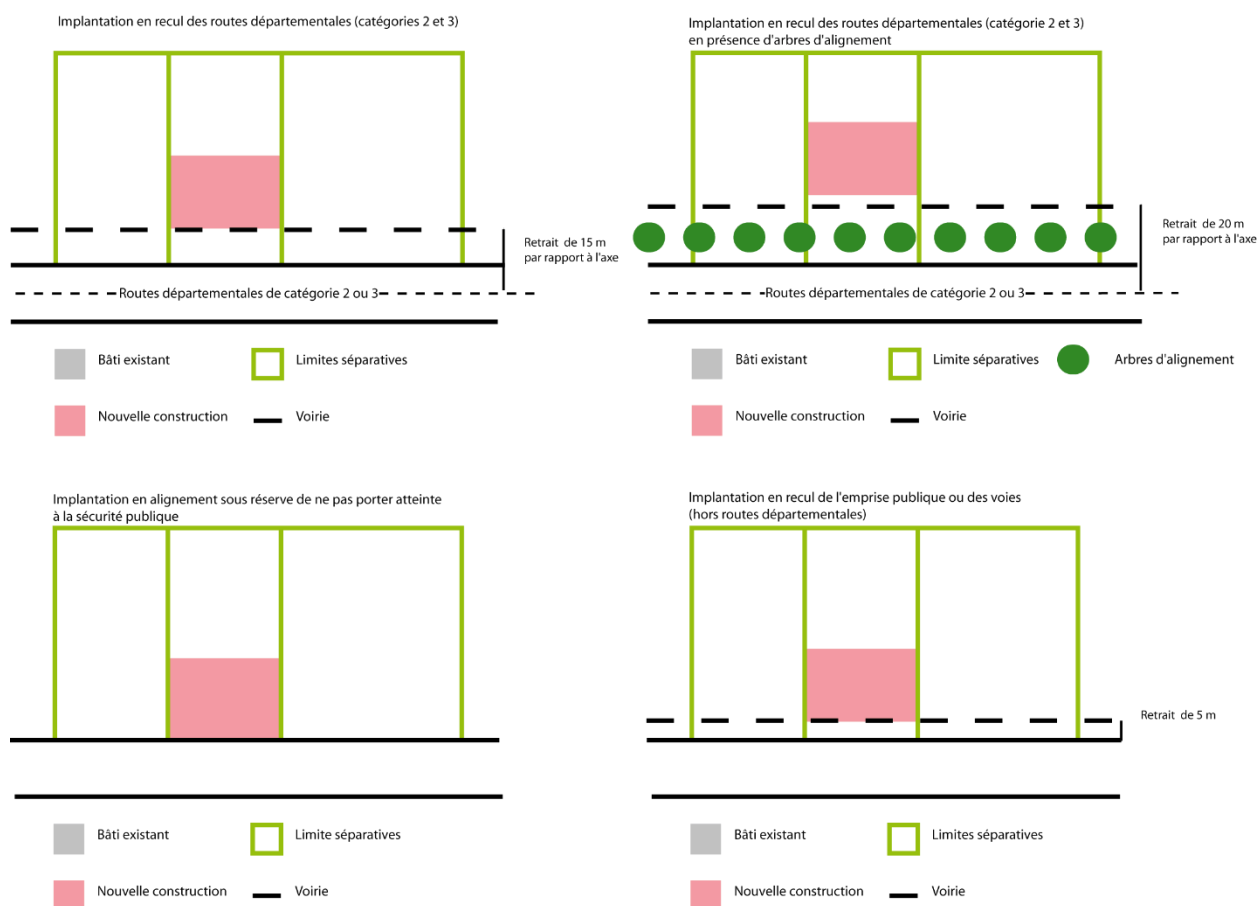 Implantation en recul des routes départementales (catégories 2 et 3)
Retrait de 15 m
par rapport à l'axe
Routes départementales de catégorie 2 ou 3
Bâti existant
Limites séparatives
Nouvelle construction
Voirie
Implantation en recul des routes départementales (catégorie 2 et 3)
en présence d'arbres d'alignement
Retrait de 20 m
par rapport à l'axe
Routes départementales de catégorie 2 ou 3
Bâti existant
Limite séparatives
Arbres d'alignement
Nouvelle construction
Voirie
Implantation en alignement sous réserve de ne pas porter atteinte
à la sécurité publique
Bâti existant
Limite séparatives
Nouvelle construction
Voirie
Implantation en recul de l'emprise publique ou des voies
(hors routes départementales)
Retrait de 5 m
Bâti existant
Limites séparatives
Nouvelle construction
Voirie